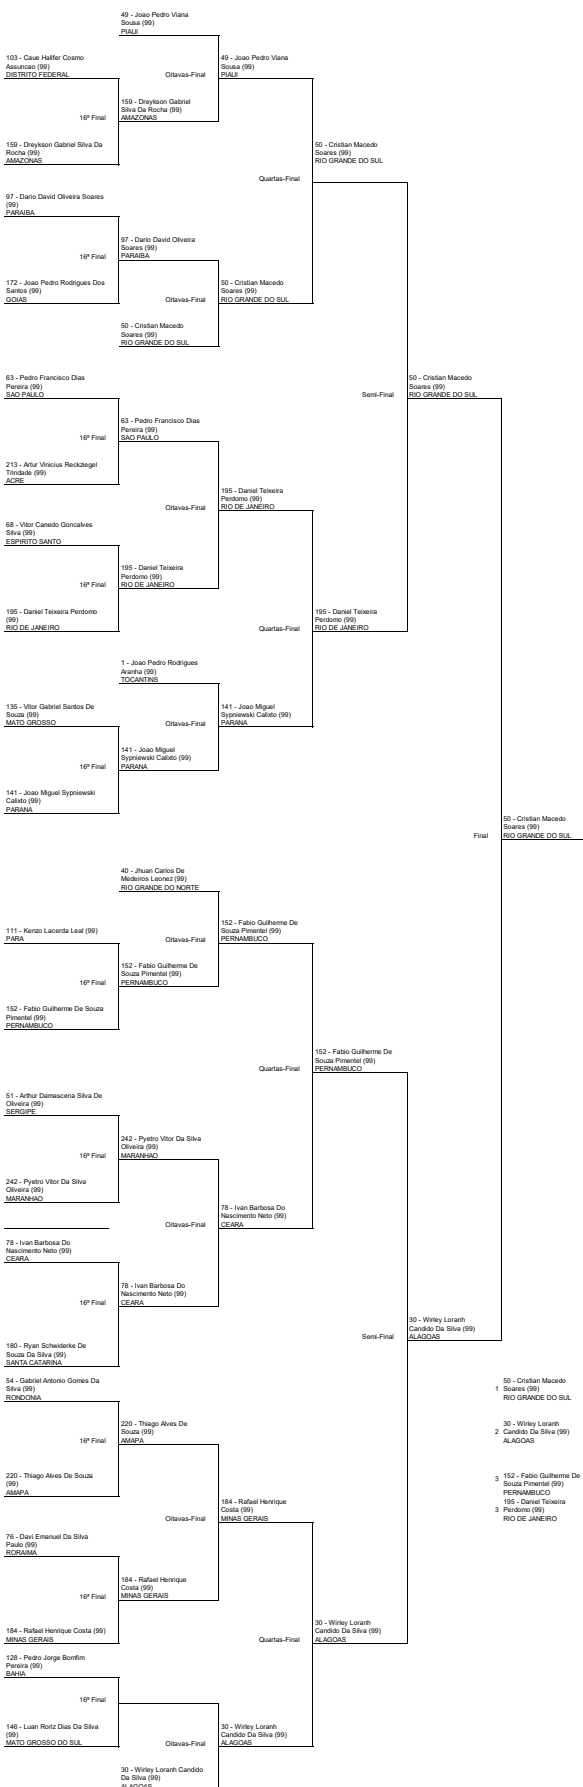 49 - Joao Pedro Viana
Sousa (99)
PIAUI
103 - Caue Halifer Cosmo
Assuncao (99)
DISTRITO FEDERAL
Oitavas-Final
49 - Joao Pedro Viana
Sousa (99)
PIAUI
16ª Final
159 - Dreykson Gabriel
Silva Da Rocha (99)
AMAZONAS
159 - Dreykson Gabriel Silva Da
Rocha (99)
AMAZONAS
50 - Cristian Macedo
Soares (99)
RIO GRANDE DO SUL
Quartas-Final
97 - Dario David Oliveira Soares
(99)
PARAIBA
16ª Final
97 - Dario David Oliveira
Soares (99)
PARAIBA
172 - Joao Pedro Rodrigues Dos
Santos (99)
GOIAS
Oitavas-Final
50 - Cristian Macedo
Soares (99)
RIO GRANDE DO SUL
50 - Cristian Macedo
Soares (99)
RIO GRANDE DO SUL
63 - Pedro Francisco Dias
Pereira (99)
SAO PAULO
Semi-Final
50 - Cristian Macedo
Soares (99)
RIO GRANDE DO SUL
16ª Final
63 - Pedro Francisco Dias
Pereira (99)
SAO PAULO
213 - Artur Vinicius Reckziegel
Trindade (99)
ACRE
Oitavas-Final
195 - Daniel Teixeira
Perdomo (99)
RIO DE JANEIRO
68 - Vitor Canedo Goncalves
Silva (99)
ESPIRITO SANTO
16ª Final
195 - Daniel Teixeira
Perdomo (99)
RIO DE JANEIRO
195 - Daniel Teixeira Perdomo
(99)
RIO DE JANEIRO
Quartas-Final
195 - Daniel Teixeira
Perdomo (99)
RIO DE JANEIRO
1 - Joao Pedro Rodrigues
Aranha (99)
TOCANTINS
135 - Vitor Gabriel Santos De
Souza (99)
MATO GROSSO
Oitavas-Final
141 - Joao Miguel
Sypniewski Calixto (99)
PARANA
16ª Final
141 - Joao Miguel
Sypniewski Calixto (99)
PARANA
141 - Joao Miguel Sypniewski
Calixto (99)
PARANA
Final
50 - Cristian Macedo
Soares (99)
RIO GRANDE DO SUL
40 - Jhuan Carlos De
Medeiros Leonez (99)
RIO GRANDE DO NORTE
111 - Kenzo Lacerda Leal (99)
PARA
Oitavas-Final
152 - Fabio Guilherme De
Souza Pimentel (99)
PERNAMBUCO
16ª Final
152 - Fabio Guilherme De
Souza Pimentel (99)
PERNAMBUCO
152 - Fabio Guilherme De Souza
Pimentel (99)
PERNAMBUCO
Quartas-Final
152 - Fabio Guilherme De
Souza Pimentel (99)
PERNAMBUCO
51 - Arthur Damascena Silva De
Oliveira (99)
SERGIPE
16ª Final
242 - Pyetro Vitor Da Silva
Oliveira (99)
MARANHAO
242 - Pyetro Vitor Da Silva
Oliveira (99)
MARANHAO
Oitavas-Final
78 - Ivan Barbosa Do
Nascimento Neto (99)
CEARA
78 - Ivan Barbosa Do
Nascimento Neto (99)
CEARA
16ª Final
78 - Ivan Barbosa Do
Nascimento Neto (99)
CEARA
180 - Ryan Schwiderke De
Souza Da Silva (99)
SANTA CATARINA
Semi-Final
30 - Wirley Loranh
Candido Da Silva (99)
ALAGOAS
54 - Gabriel Antonio Gomes Da
Silva (99)
RONDONIA
1
50 - Cristian Macedo
Soares (99)
RIO GRANDE DO SUL
16ª Final
220 - Thiago Alves De
Souza (99)
AMAPA
2
30 - Wirley Loranh
Candido Da Silva (99)
ALAGOAS
220 - Thiago Alves De Souza
(99)
AMAPA
3
152 - Fabio Guilherme De
Souza Pimentel (99)
PERNAMBUCO
3
195 - Daniel Teixeira
Perdomo (99)
RIO DE JANEIRO
Oitavas-Final
184 - Rafael Henrique
Costa (99)
MINAS GERAIS
76 - Davi Emanuel Da Silva
Paulo (99)
RORAIMA
16ª Final
184 - Rafael Henrique
Costa (99)
MINAS GERAIS
184 - Rafael Henrique Costa (99)
MINAS GERAIS
Quartas-Final
30 - Wirley Loranh
Candido Da Silva (99)
ALAGOAS
128 - Pedro Jorge Bomfim
Pereira (99)
BAHIA
16ª Final
146 - Luan Roriz Dias Da Silva
(99)
MATO GROSSO DO SUL
Oitavas-Final
30 - Wirley Loranh
Candido Da Silva (99)
ALAGOAS
30 - Wirley Loranh Candido
Da Silva (99)
ALAGOAS